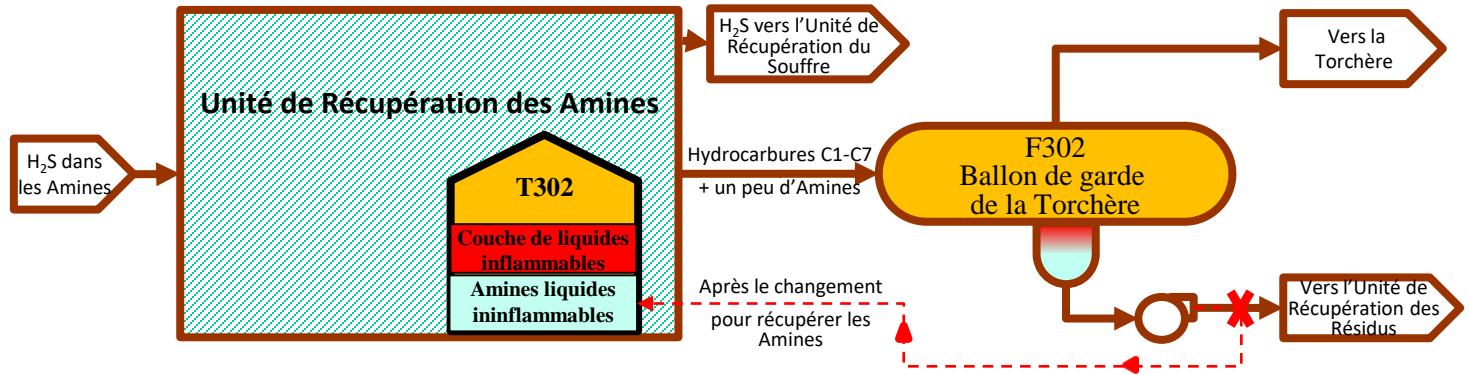 H₂S dans
les Amines
Unité de Récupération des Amines
T302
Couche de liquides
inflammables
Amines liquides
ininflammables
H₂S vers l'Unité de
Récupération du
Souffre
Hydrocarbures C1-C7
+ un peu d'Amines
F302
Ballon de garde
de la Torchère
Vers la
Torchère
Après le changement
pour récupérer les
Amines
Vers l'Unité de
Récupération des
Résidus